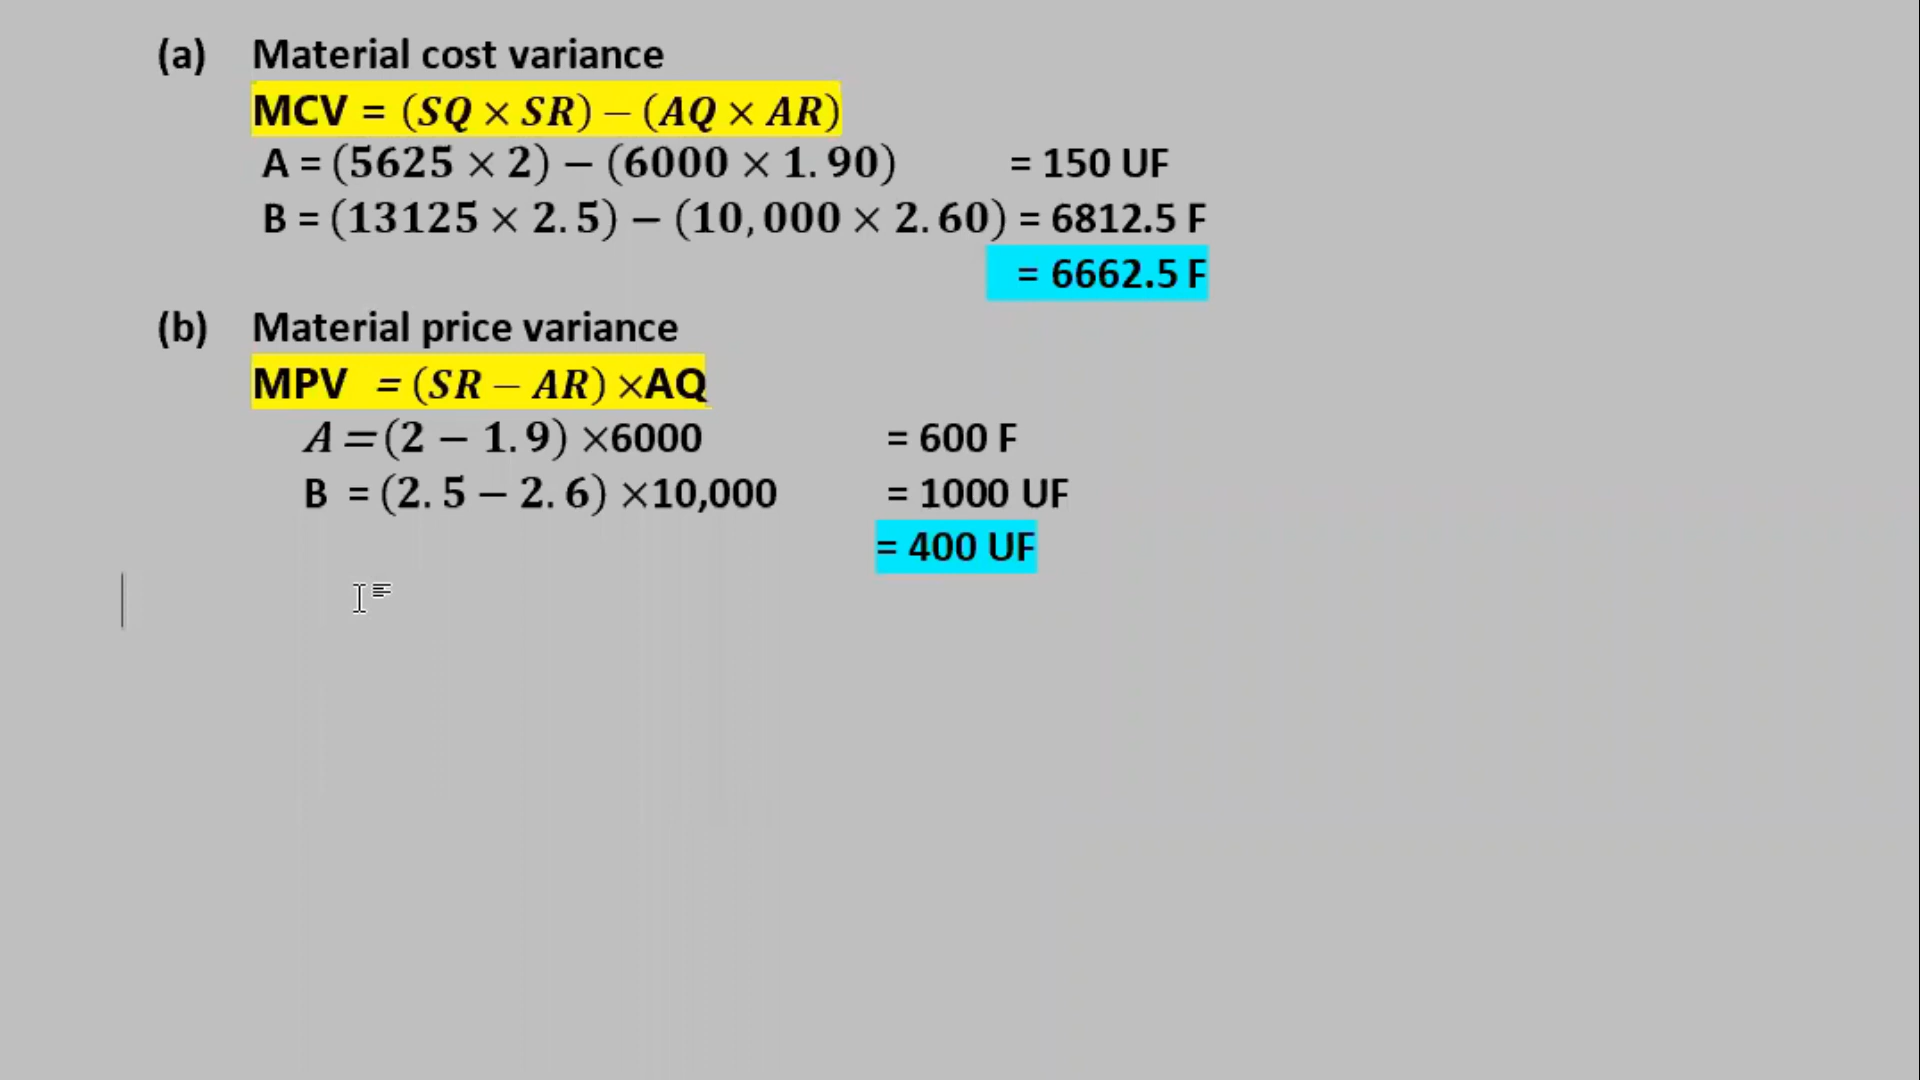 (a) Material cost variance
MCV = (SQ × SR) – (AQ × AR)
A = (5625 × 2) – (6000 × 1.90) = 150 UF
B = (13125 × 2.5) – (10,000 × 2.60) = 6812.5 F
= 6662.5 F
(b) Material price variance
MPV = (SR – AR) ×AQ
A = (2 – 1.9) ×6000 = 600 F
B = (2.5 – 2.6) ×10,000 = 1000 UF
= 400 UF